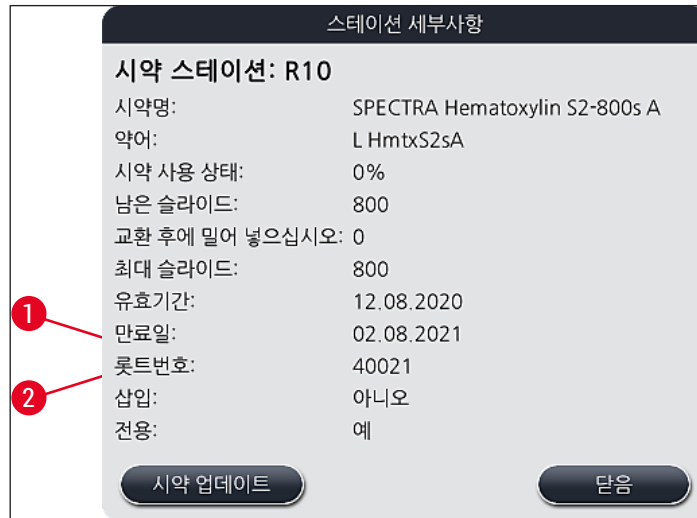 스테이션 세부사항
시약 스테이션: R10
시약명: SPECTRA Hematoxylin S2-800s A
약어: L HmtxS2sA
시약 사용 상태: 0%
남은 슬라이드: 800
교환 후에 밀어 넣으십시오: 0
최대 슬라이드: 800
유효기간: 12.08.2020
1
만료일: 02.08.2021
롯트번호: 40021
2
삽입: 아니오
전용: 예
시약 업데이트 닫음